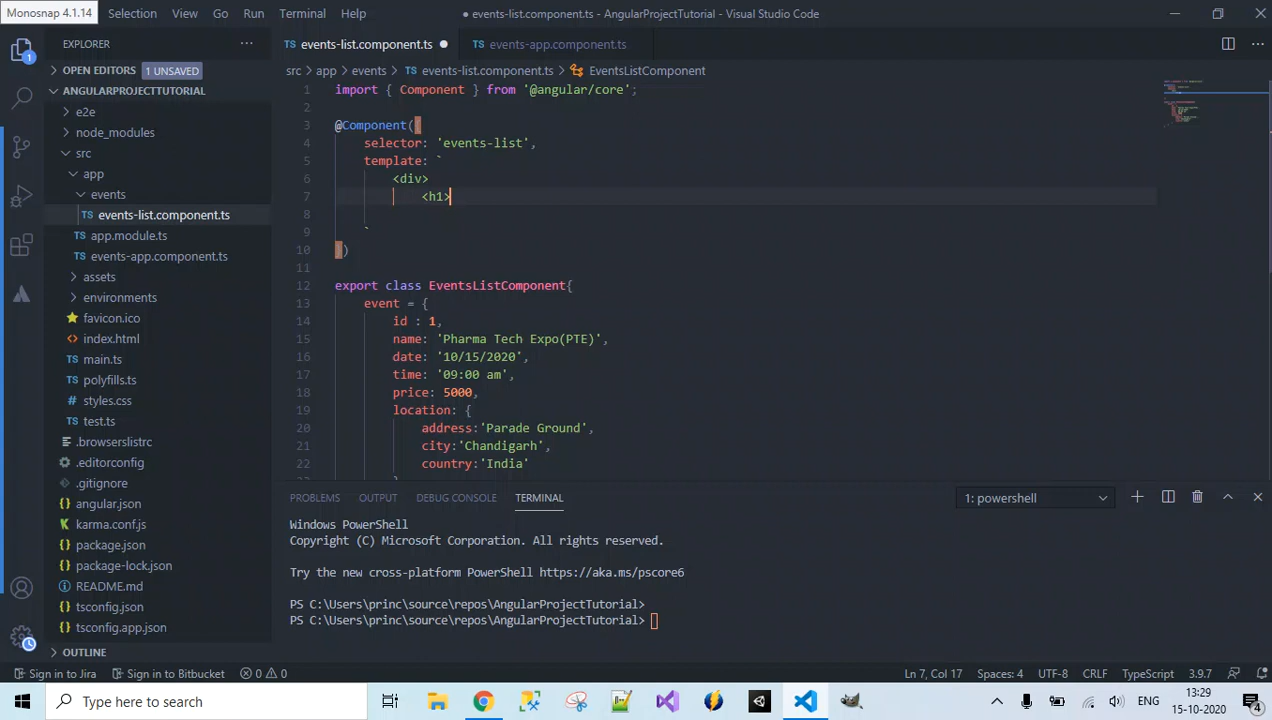 Monosnap 4.1.14
Selection
View
Go
Run
Terminal
Help
events-list.component.ts - AngularProjectTutorial - Visual Studio Code
EXPLORER
events-list.component.ts
events-app.component.ts
OPEN EDITORS
1 UNSAVED
src > app > events > TS events-list.component.ts > EventsListComponent
ANGULARPROJECTTUTORIAL
e2e
node_modules
src
app
events
TS events-list.component.ts
TS app.module.ts
TS events-app.component.ts
assets
environments
favicon.ico
<> index.html
TS main.ts
TS polyfills.ts
styles.css
TS test.ts
.browserslistrc
.editorconfig
.gitignore
{} angular.json
karma.conf.js
{} package.json
{} package-lock.json
README.md
tsconfig.json
{} tsconfig.app.json
OUTLINE
1 import { Component } from '@angular/core';
2
3 @Component({
4 selector: 'events-list',
5 template: `
6 <div>
7 <h1>
8
9 `
10 })
11
12 export class EventsListComponent{
13 event = {
14 id : 1,
15 name: 'Pharma Tech Expo(PTE)',
16 date: '10/15/2020',
17 time: '09:00 am',
18 price: 5000,
19 location: {
20 address:'Parade Ground',
21 city:'Chandigarh',
22 country:'India'
PROBLEMS
OUTPUT
DEBUG CONSOLE
TERMINAL
1: powershell
Windows PowerShell
Copyright (C) Microsoft Corporation. All rights reserved.
Try the new cross-platform PowerShell https://aka.ms/pscore6
PS C:\Users\princ\source\repos\AngularProjectTutorial>
PS C:\Users\princ\source\repos\AngularProjectTutorial>
Sign in to Jira
Sign in to Bitbucket
0
0
Ln 7, Col 17
Spaces: 4
UTF-8
CRLF
TypeScript
3.9.7
Type here to search
ENG
13:29
15-10-2020
4